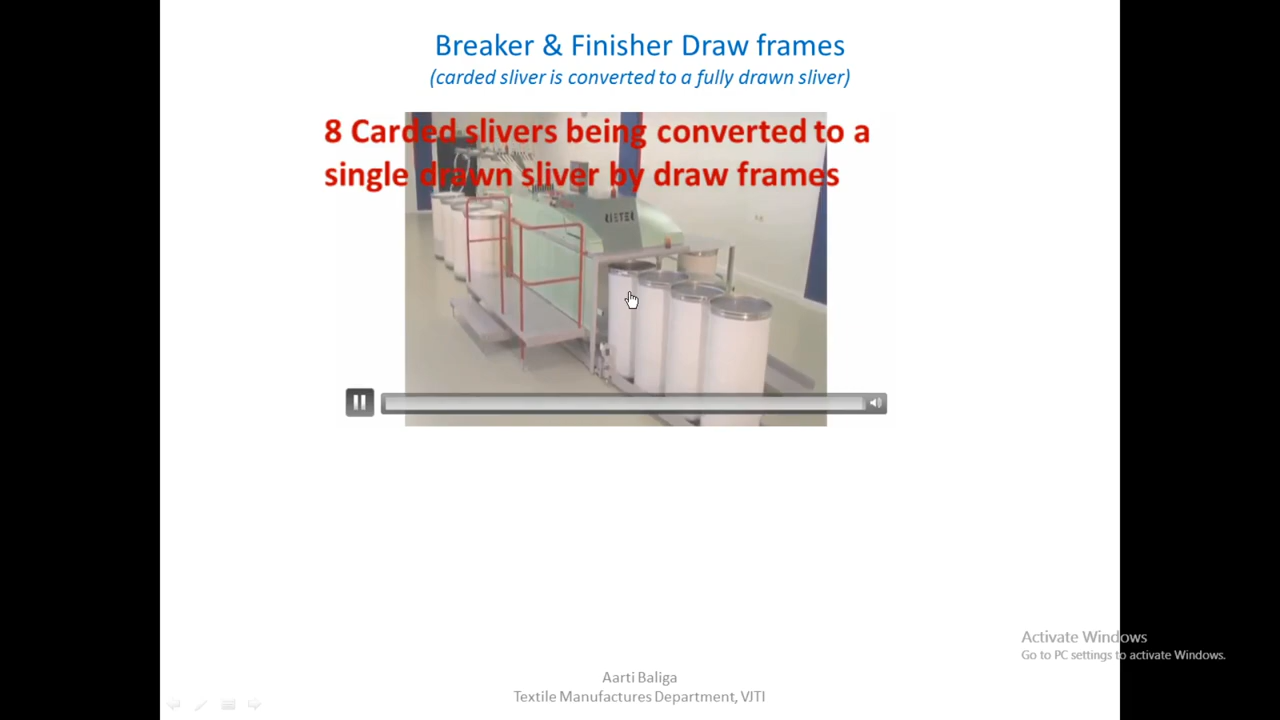 Breaker & Finisher Draw frames
(carded sliver is converted to a fully drawn sliver)
8 Carded slivers being converted to a
single drawn sliver by draw frames
RIETER
Activate Windows
Go to PC settings to activate Windows.
Aarti Baliga
Textile Manufactures Department, VJTI